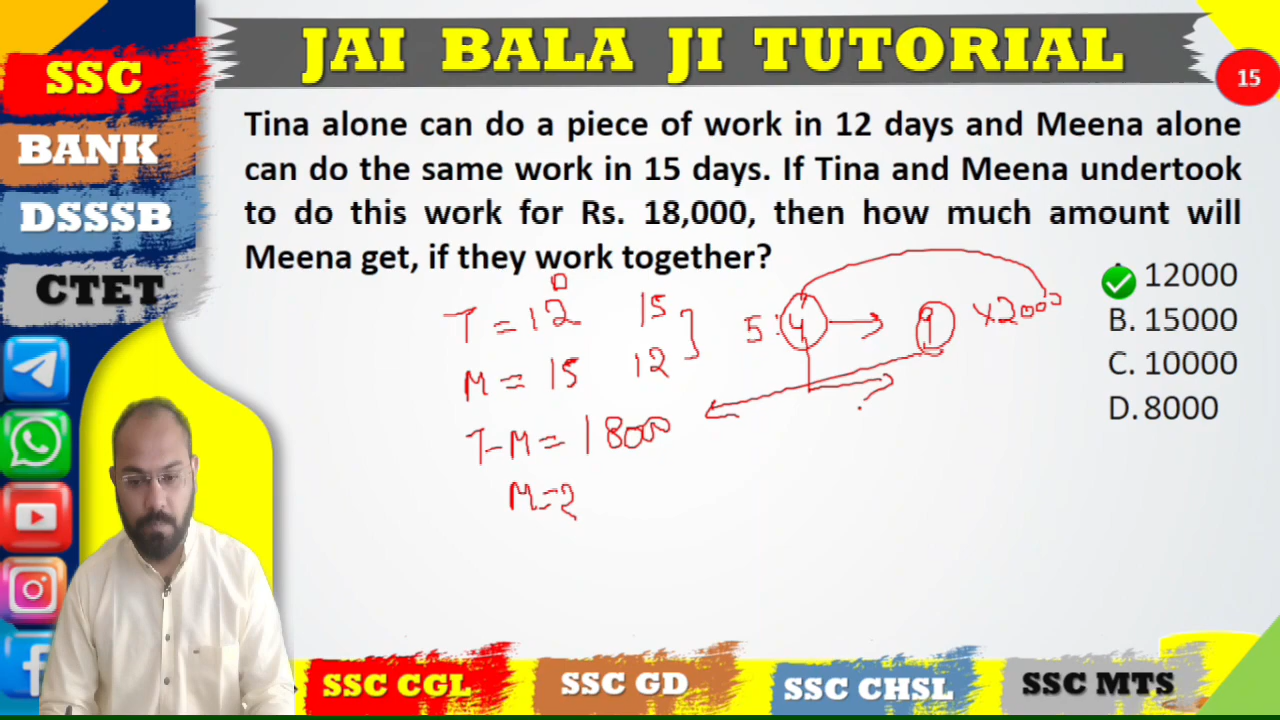 JAI BALA JI TUTORIAL
15
SSC
BANK
DSSSB
CTET
Tina alone can do a piece of work in 12 days and Meena alone
can do the same work in 15 days. If Tina and Meena undertook
to do this work for Rs. 18,000, then how much amount will
Meena get, if they work together?
12000
B. 15000
C. 10000
D. 8000
T = 12 15
M = 15 12
5 : 4 → 9 ×2000
T-M = 18000
M = ?
SSC CGL
SSC GD
SSC CHSL
SSC MTS